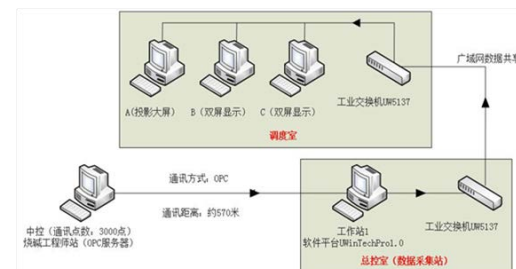 广域网数据共享
A(投影大屏)
B (双屏显示)
C (双屏显示)
工业交换机UW5137
调度室
通讯方式: OPC
通讯距离: 约570米
中控 (通讯点数, 3000点)
烧碱工程师站 (OPC服务器)
工作站1
软件平台UWinTechPro1.0
工业交换机UW5137
总控室 (数据采集站)